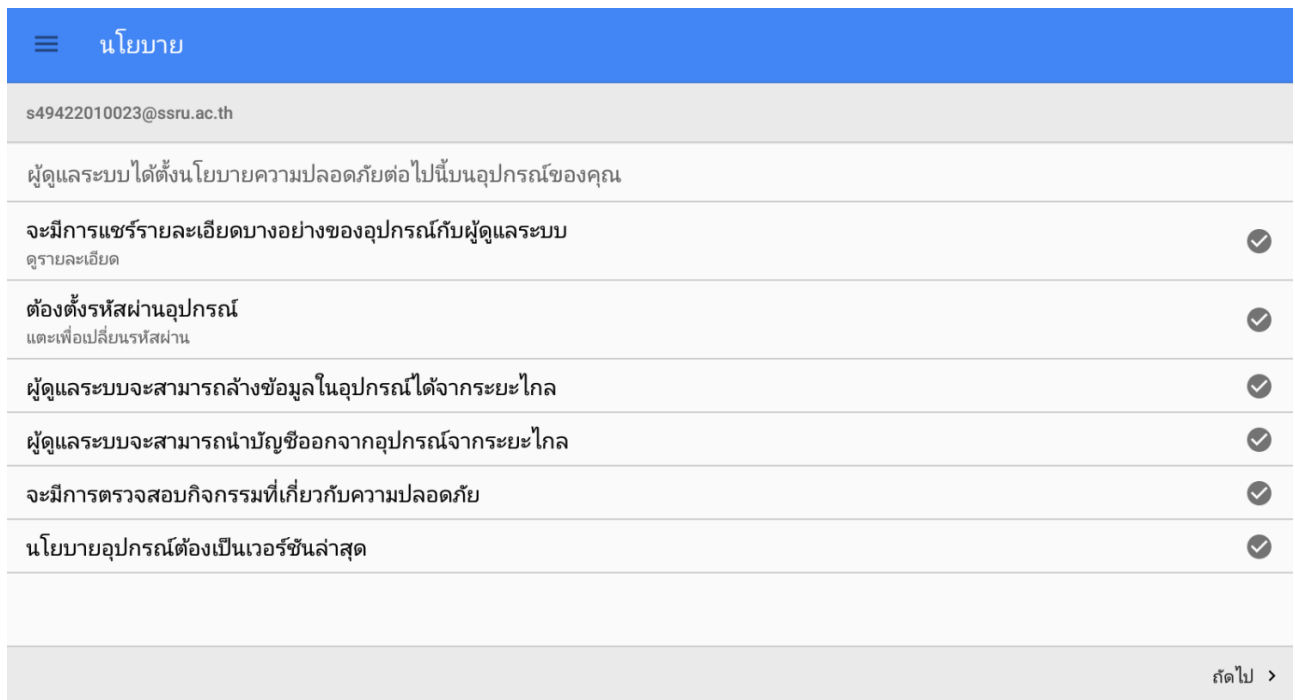 นโยบาย
s49422010023@ssru.ac.th
ผู้ดูแลระบบได้ตั้งนโยบายความปลอดภัยต่อไปนี้บนอุปกรณ์ของคุณ
จะมีการแชร์รายละเอียดบางอย่างของอุปกรณ์กับผู้ดูแลระบบ
ดูรายละเอียด
ต้องตั้งรหัสผ่านอุปกรณ์
แตะเพื่อเปลี่ยนรหัสผ่าน
ผู้ดูแลระบบจะสามารถล้างข้อมูลในอุปกรณ์ได้จากระยะไกล
ผู้ดูแลระบบจะสามารถนำบัญชีออกจากอุปกรณ์จากระยะไกล
จะมีการตรวจสอบกิจกรรมที่เกี่ยวกับความปลอดภัย
นโยบายอุปกรณ์ต้องเป็นเวอร์ชันล่าสุด
ถัดไป